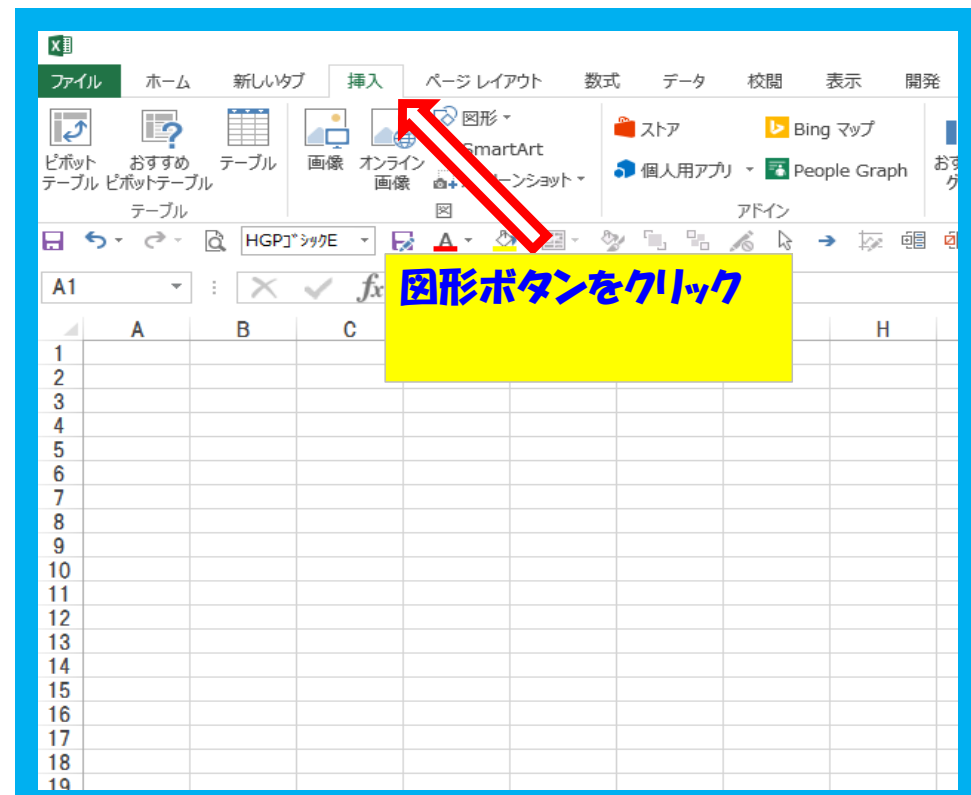 ファイル ホーム 新しいタブ 挿入 ページ レイアウト 数式 データ 校閲 表示 開発
図形
ストア Bing マップ
SmartArt
ピボット おすすめ テーブル 画像 オンライン
テーブル ピボットテーブル 画像 ーンショット
個人用アプリ People Graph
おす
グ
テーブル 図 アドイン
HGPｺﾞｼｯｸE A
A1 fx
図形ボタンをクリック
A B C H
1
2
3
4
5
6
7
8
9
10
11
12
13
14
15
16
17
18
19